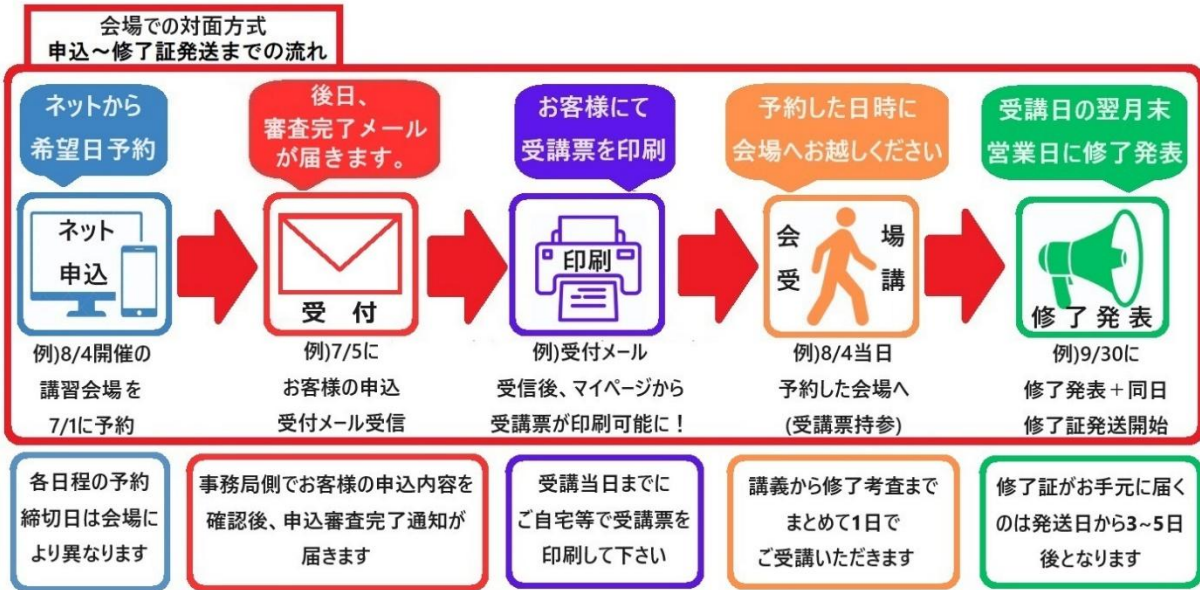 会場での対面方式
申込～修了証発送までの流れ
ネットから
希望日予約
後日、
審査完了メール
が届きます。
お客様にて
受講票を印刷
予約した日時に
会場へお越しください
受講日の翌月末
営業日に修了発表
ネット
申込
受 付
印刷
会 場
受 講
修了発表
例)8/4開催の
講習会場を
7/1に予約
例)7/5に
お客様の申込
受付メール受信
例)受付メール
受信後、マイページから
受講票が印刷可能に！
例)8/4当日
予約した会場へ
(受講票持参)
例)9/30に
修了発表＋同日
修了証発送開始
各日程の予約
締切日は会場に
より異なります
事務局側でお客様の申込内容を
確認後、申込審査完了通知が
届きます
受講当日までに
ご自宅等で受講票を
印刷して下さい
講義から修了考査まで
まとめて1日で
ご受講いただきます
修了証がお手元に届く
のは発送日から3~5日
後となります